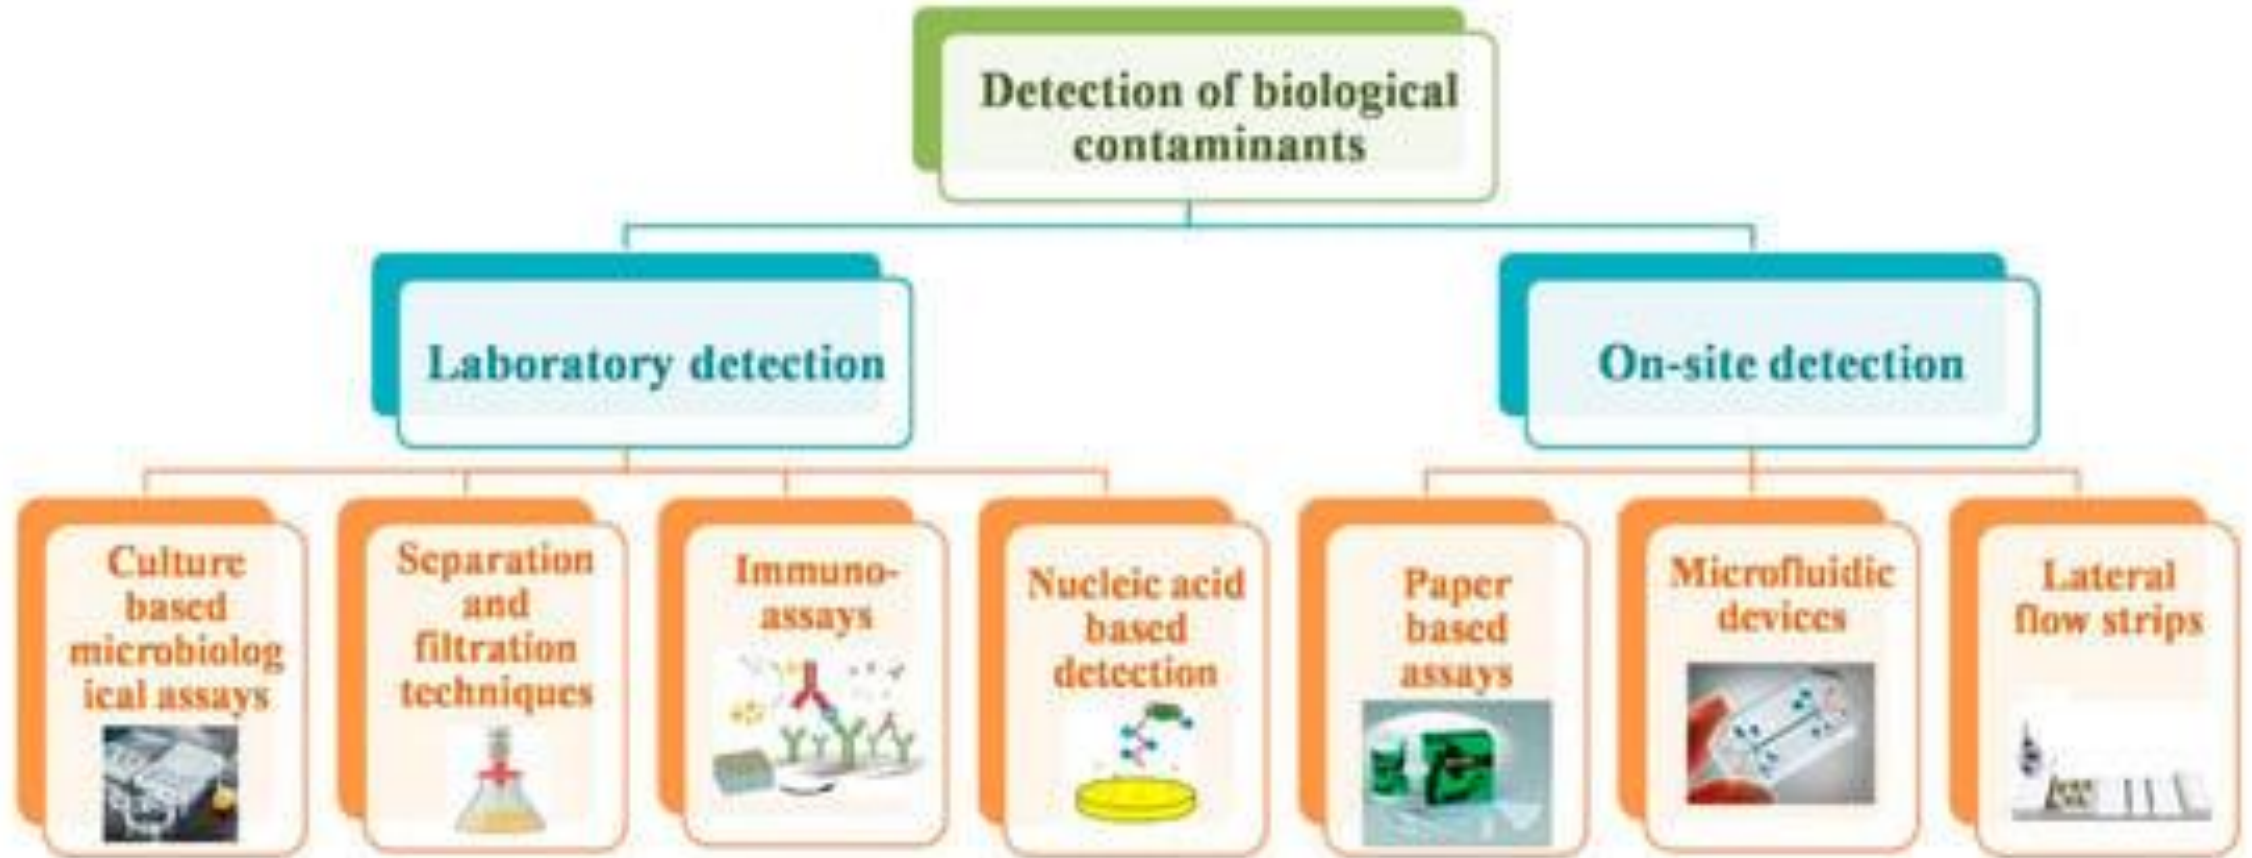 Detection of biological
contaminants
Laboratory detection
On-site detection
Culture
based
microbiolog
ical assays
Separation
and
filtration
techniques
Immuno-
assays
Nucleic acid
based
detection
Paper
based
assays
Microfluidic
devices
Lateral
flow strips